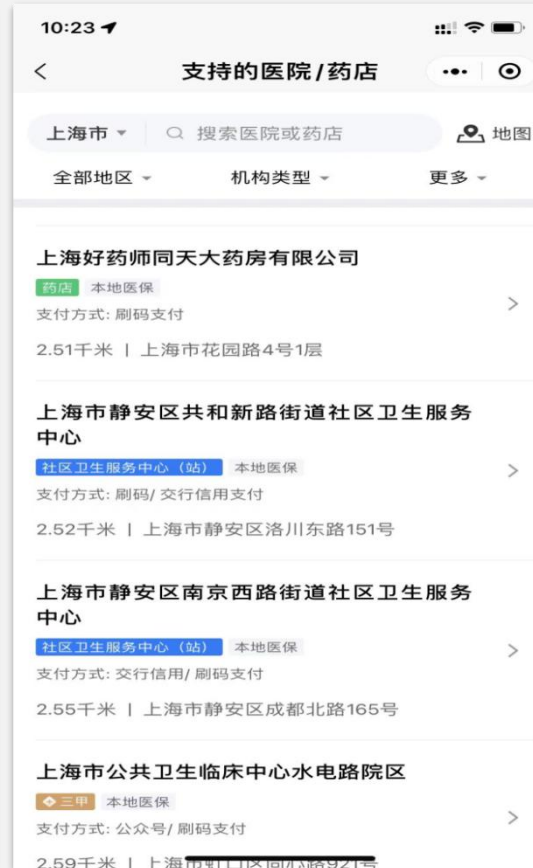 10:23
支持的医院/药店
上海市 搜索医院或药店 地图
全部地区 机构类型 更多
上海好药师同天大药房有限公司
药店 本地医保
支付方式: 刷码支付
2.51千米 | 上海市花园路4号1层
上海市静安区共和新路街道社区卫生服务
中心
社区卫生服务中心（站） 本地医保
支付方式: 刷码/ 交行信用支付
2.52千米 | 上海市静安区洛川东路151号
上海市静安区南京西路街道社区卫生服务
中心
社区卫生服务中心（站） 本地医保
支付方式: 交行信用/ 刷码支付
2.55千米 | 上海市静安区成都北路165号
上海市公共卫生临床中心水电路院区
三甲 本地医保
支付方式: 公众号/ 刷码支付
2.59千米 | 上海市虹口区同心路921号